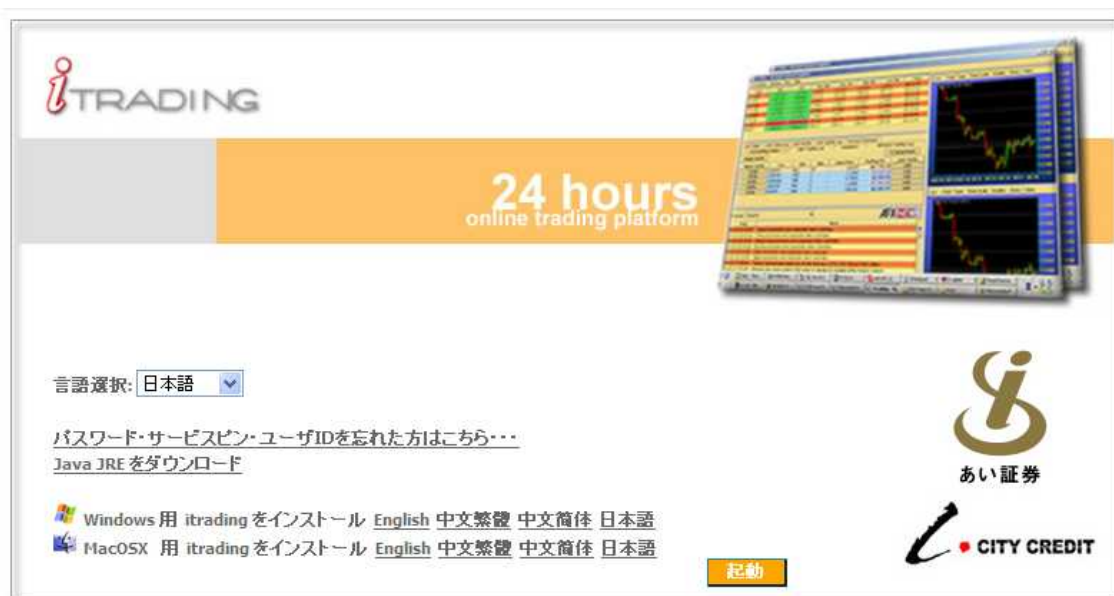 iTRADING
24 hours
online trading platform
言語選択: 日本語
パスワード・サービスピン・ユーザIDを忘れた方はこちら・・・
Java JRE をダウンロード
あい証券
Windows 用 itrading をインストール English 中文繁體 中文简体 日本語
MacOSX 用 itrading をインストール English 中文繁體 中文简体 日本語
CITY CREDIT
起動